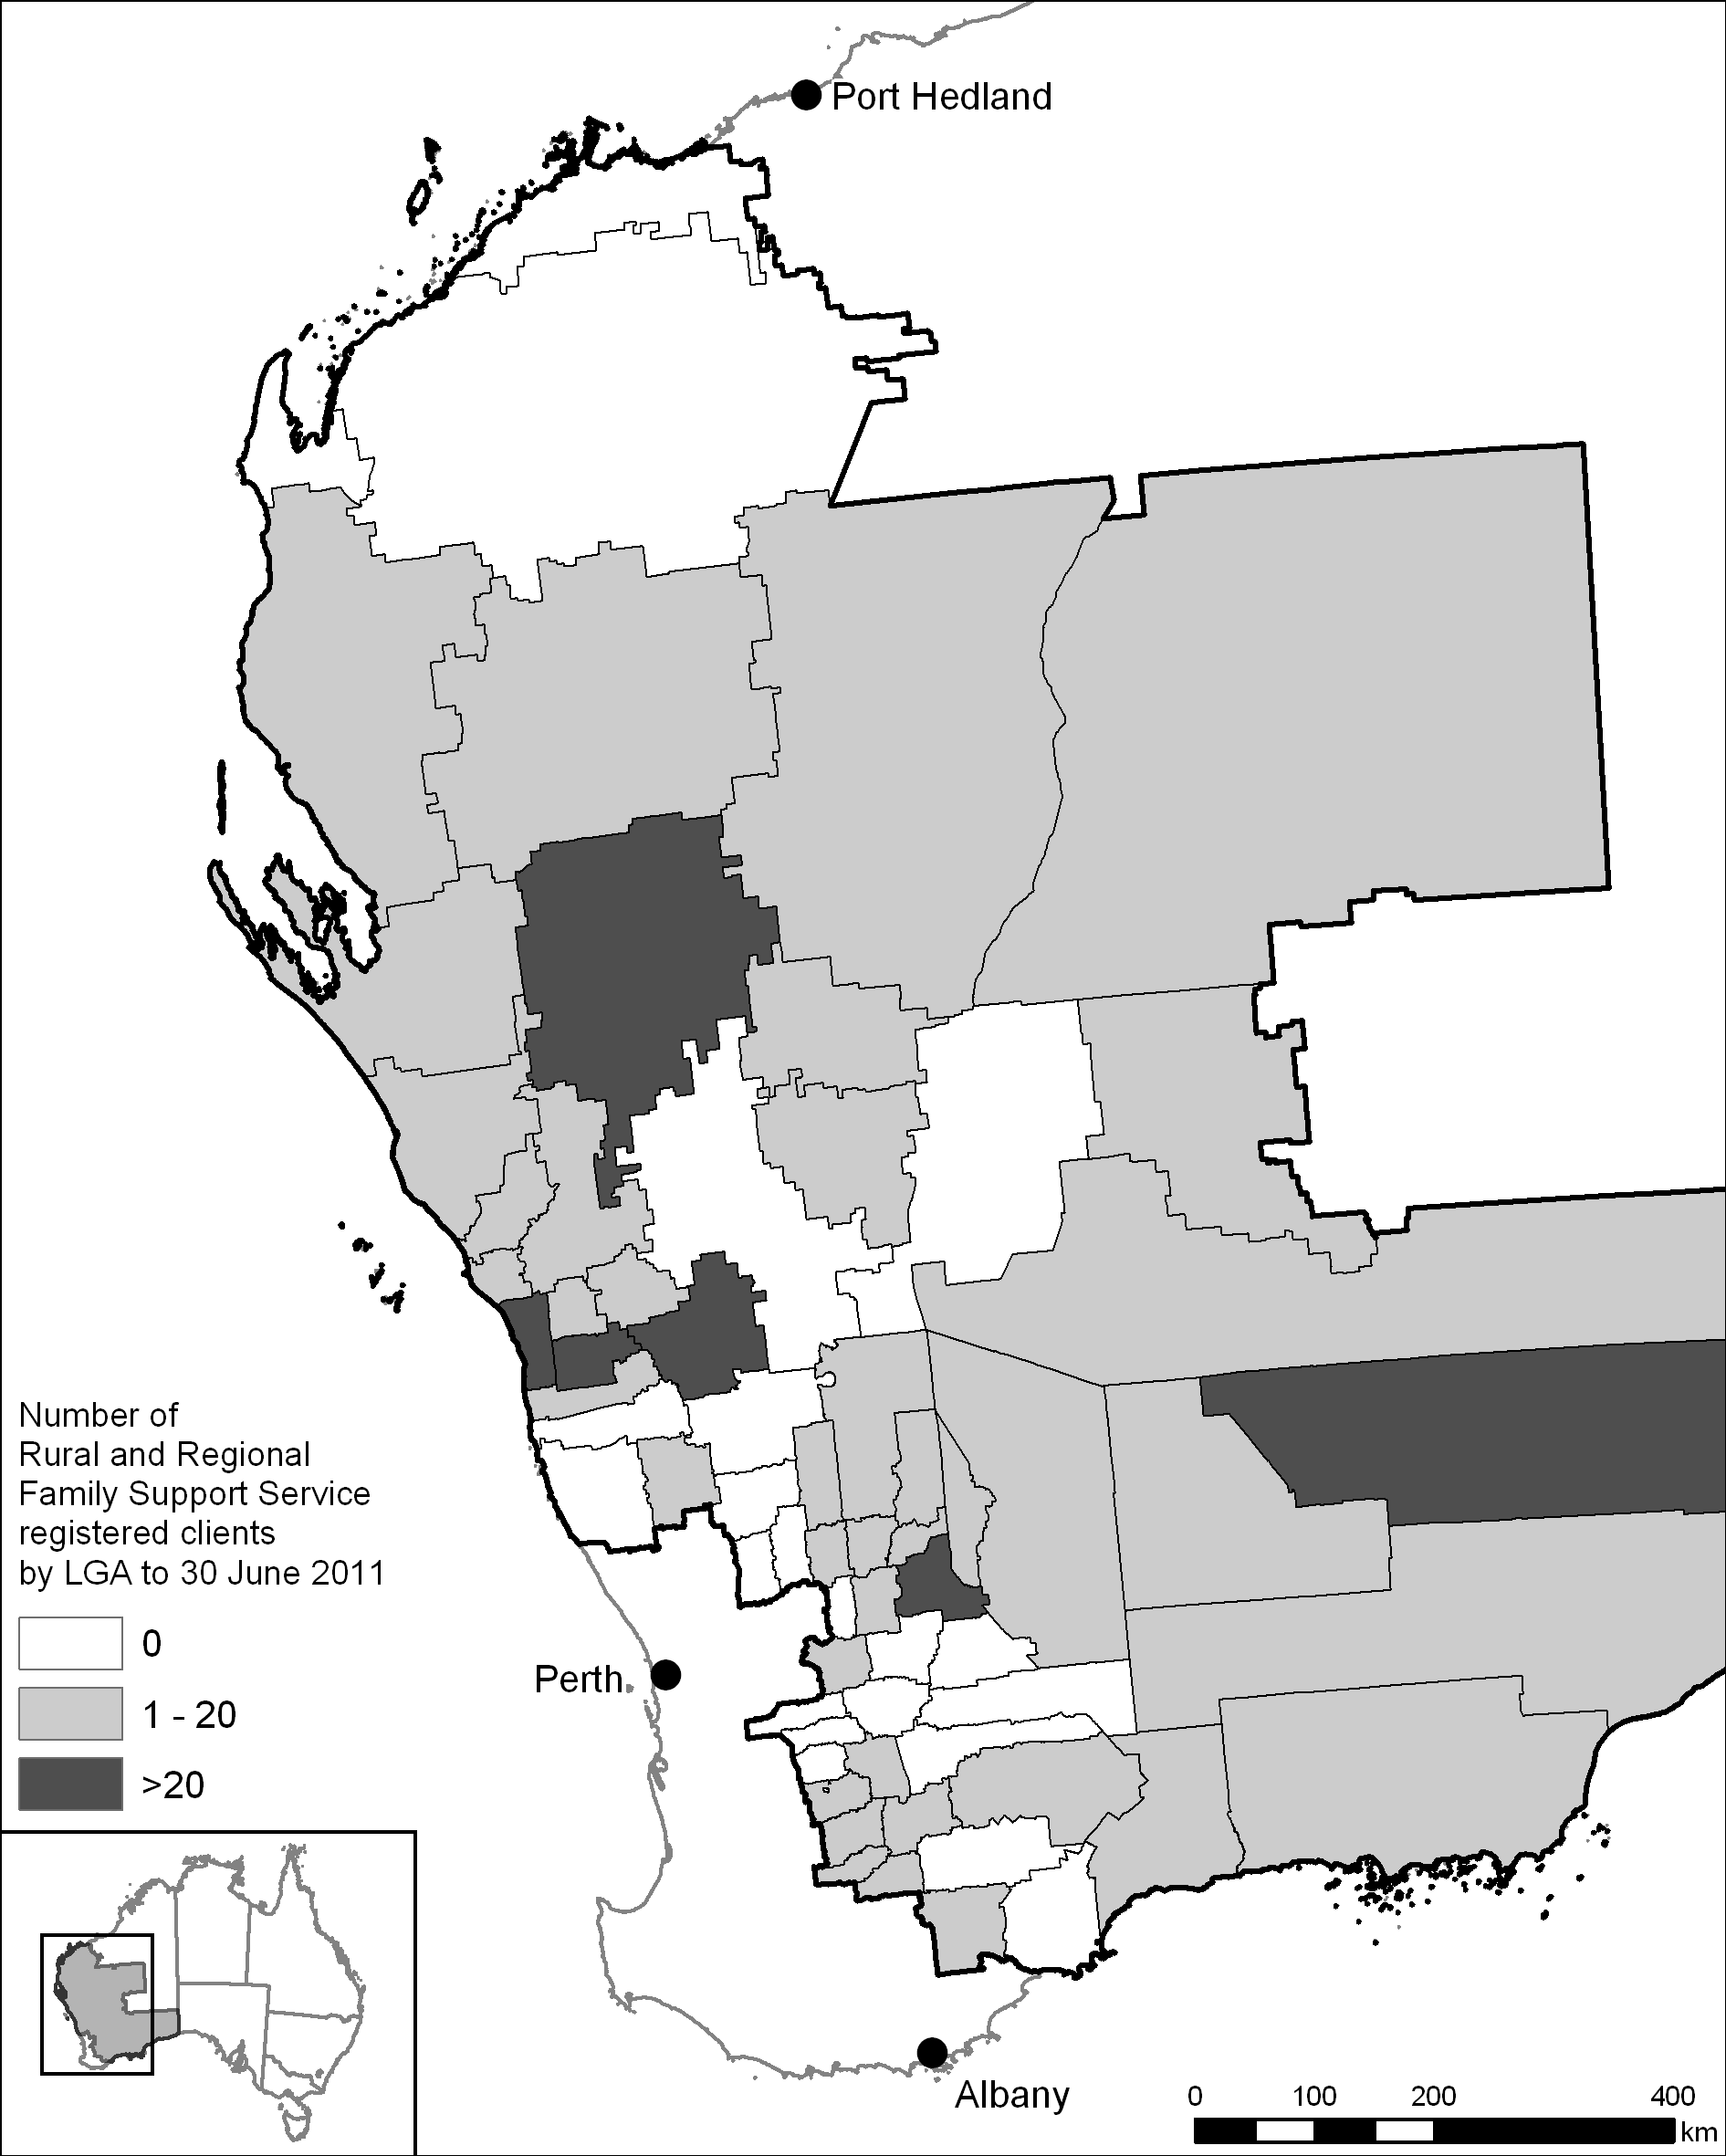 Port Hedland
Number of
Rural and Regional
Family Support Service
registered clients
by LGA to 30 June 2011
0
1 - 20
>20
Perth
Albany
0 100 200 400
km